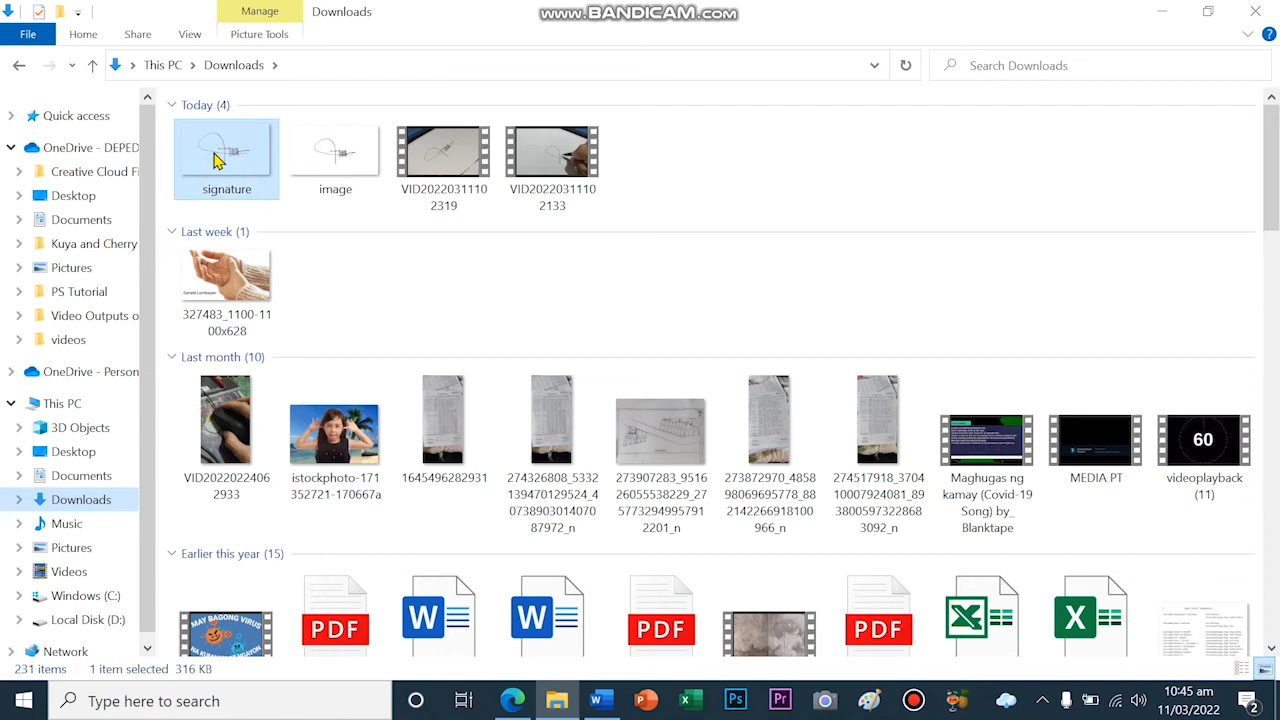 Manage
Downloads
www.BANDICAM.com
File
Home
Share
View
Picture Tools
This PC
Downloads
Search Downloads
Quick access
OneDrive - DEPED
Creative Cloud Fi
Desktop
Documents
Kuya and Cherry
Pictures
PS Tutorial
Video Outputs o
videos
OneDrive - Person
This PC
3D Objects
Desktop
Documents
Downloads
Music
Pictures
Videos
Windows (C:)
Local Disk (D:)
Network
Today (4)
signature
image
VID2022031110
2319
VID2022031110
2133
Last week (1)
327483_1100-11
00x628
Last month (10)
VID2022022406
2933
istockphoto-171
352721-170667a
1645496282931
274326808_5332
139470129524_4
0738903014070
87972_n
273907283_9516
26055538229_27
5773294995791
2201_n
273872970_4858
98069695778_88
2142266918100
966_n
274517918_3704
10007924081_89
3800597322868
3092_n
Maghugas ng
kamay (Covid-19
Song) by_
Blanktape
MEDIA PT
60
videoplayback
(11)
Earlier this year (15)
PDF
W
W
PDF
PDF
X
X
231 items
item selected
316 KB
Type here to search
W
P
X
Ps
Pr
10:45 am
11/03/2022
2